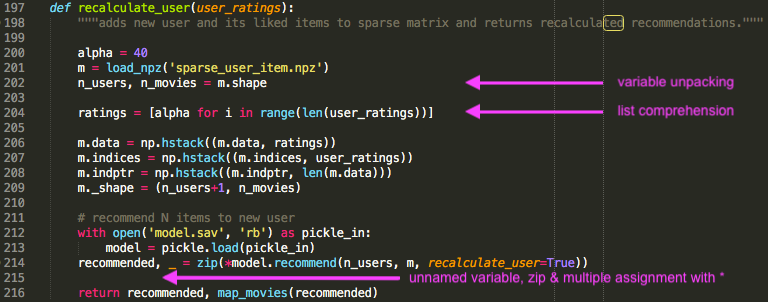 197 def recalculate_user(user_ratings):
198 """adds new user and its liked items to sparse matrix and returns recalculated recommendations."""
199
200 alpha = 40
201 m = load_npz('sparse_user_item.npz')
202 n_users, n_movies = m.shape variable unpacking
203
204 ratings = [alpha for i in range(len(user_ratings))] list comprehension
205
206 m.data = np.hstack((m.data, ratings))
207 m.indices = np.hstack((m.indices, user_ratings))
208 m.indptr = np.hstack((m.indptr, len(m.data)))
209 m._shape = (n_users+1, n_movies)
210
211 # recommend N items to new user
212 with open('model.sav', 'rb') as pickle_in:
213 model = pickle.load(pickle_in)
214 recommended, _ = zip(*model.recommend(n_users, m, recalculate_user=True))
215 unnamed variable, zip & multiple assignment with *
216 return recommended, map_movies(recommended)